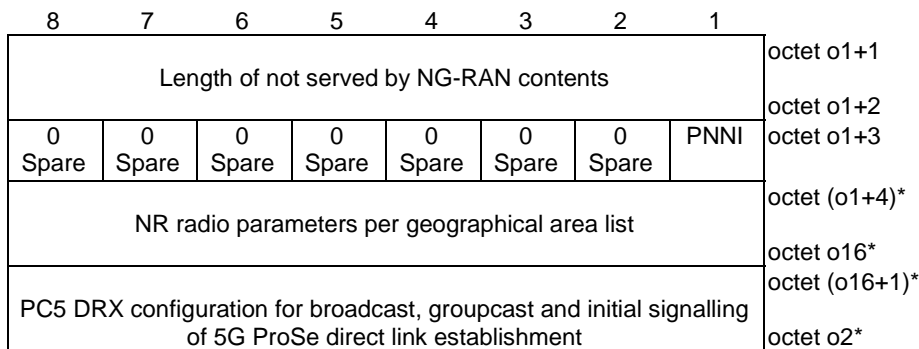 8 7 6 5 4 3 2 1
Length of not served by NG-RAN contents
octet o1+1
octet o1+2
0 0 0 0 0 0 0 PNNI octet o1+3
Spare Spare Spare Spare Spare Spare Spare
NR radio parameters per geographical area list
octet (o1+4)*
octet o16*
PC5 DRX configuration for broadcast, groupcast and initial signalling
of 5G ProSe direct link establishment
octet (o16+1)*
octet o2*